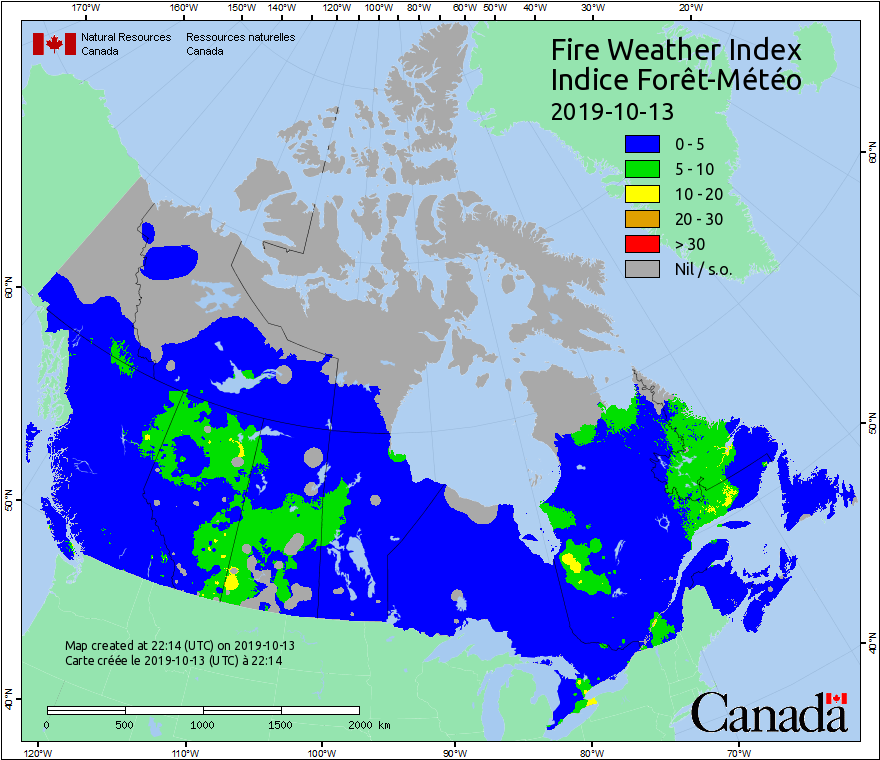 170°W 160°W 150°W 140°W 130°W 120°W 110°W 100°W 90°W 80°W 70°W 60°W 50°W 40°W 30°W 20°W
Natural Resources Canada
Ressources naturelles Canada
Fire Weather Index
Indice Forêt-Météo
2019-10-13
0 - 5
5 - 10
10 - 20
20 - 30
> 30
Nil / s.o.
60°N
50°N
40°N
60°N
50°N
40°N
Map created at 22:14 (UTC) on 2019-10-13
Carte créée le 2019-10-13 (UTC) à 22:14
0 500 1000 1500 2000 km
Canada
120°W 110°W 100°W 90°W 80°W 70°W